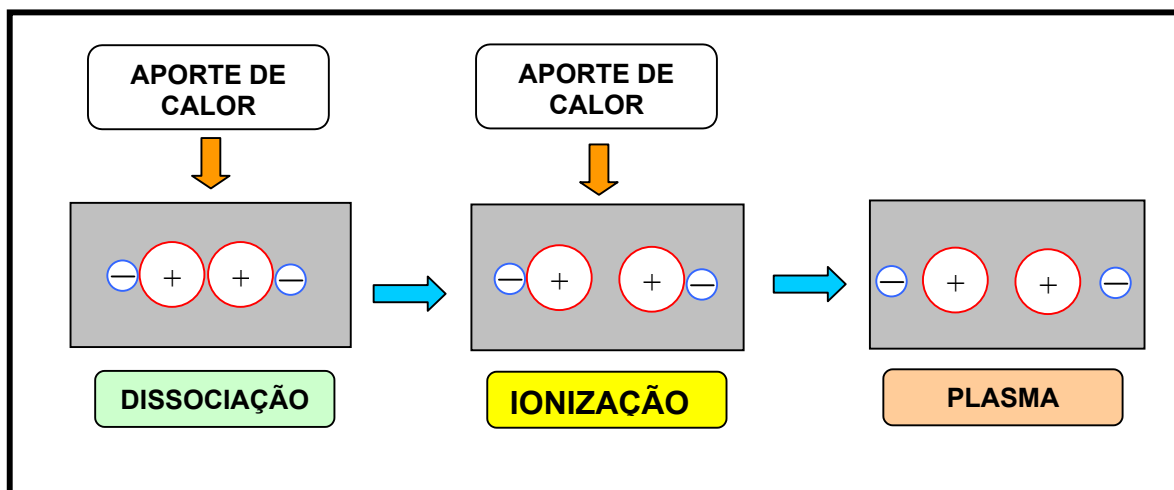 APORTE DE
CALOR
APORTE DE
CALOR
− + + −
− + + −
− + + −
DISSOCIAÇÃO
IONIZAÇÃO
PLASMA